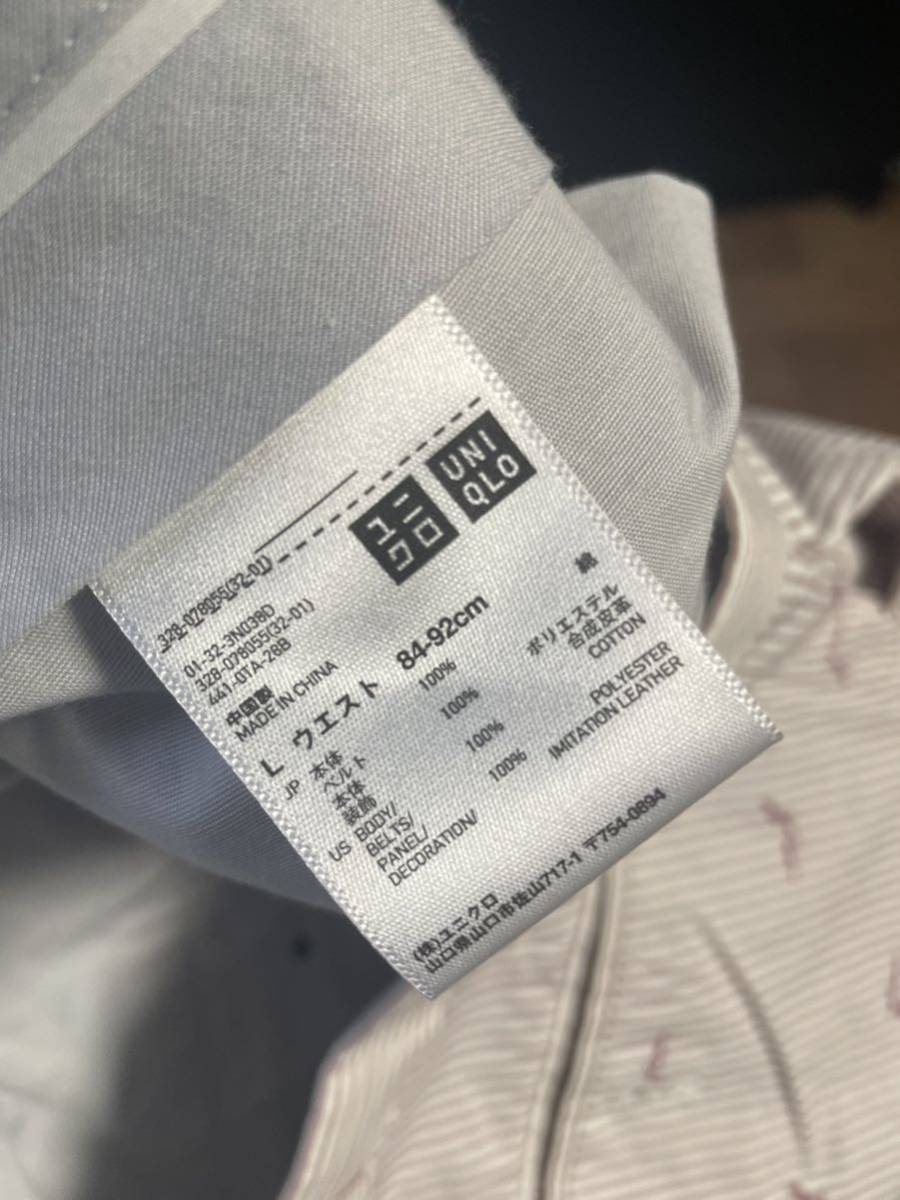 ユニ
クロ
UNI
QLO
328-078055(32-01)
01-32-3N038D
328-078055(32-01)
441-01A-28B
中国製
MADE IN CHINA
L ウエスト 84-92cm
JP 本体 100% 綿
ベルト 100% ポリエステル
本体
装飾 100% 合成皮革
US BODY/ 100% COTTON
BELTS/
PANEL/ POLYESTER
DECORATION/ IMITATION LEATHER
(株)ユニクロ
山口県山口市佐山717-1 〒754-0894